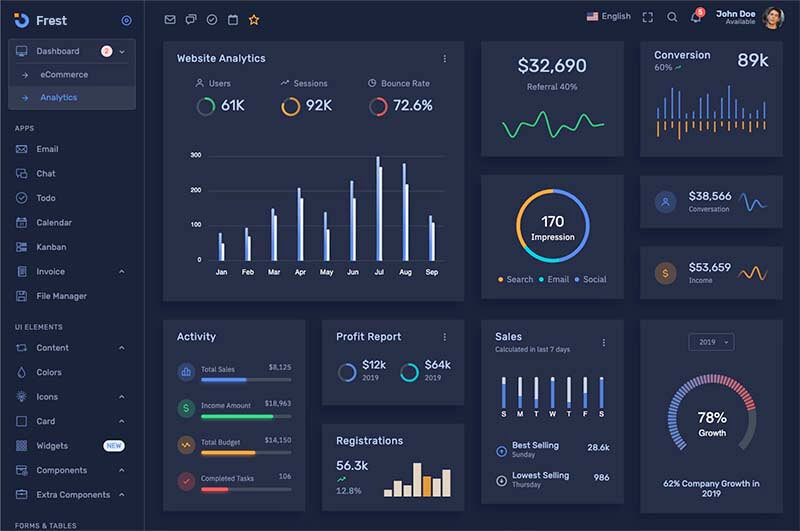 Frest
English
5
John Doe
Available
Dashboard
2
eCommerce
Analytics
APPS
Email
Chat
Todo
Calendar
Kanban
Invoice
File Manager
UI ELEMENTS
Content
Colors
Icons
Card
Widgets
NEW
Components
Extra Components
FORMS & TABLES
Website Analytics
Users
61K
Sessions
92K
Bounce Rate
72.6%
300
200
100
0
Jan Feb Mar Apr May Jun Jul Aug Sep
$32,690
Referral 40%
Conversion
60%
89k
170
Impression
Search Email Social
$38,566
Conversation
$
$53,659
Income
Activity
Total Sales $8,125
$
Income Amount $18,963
Total Budget $14,150
Completed Tasks 106
Profit Report
$12k
2019
$64k
2019
Registrations
56.3k
12.8%
Sales
Calculated in last 7 days
S M T W T F S
Best Selling
Sunday
28.6k
Lowest Selling
Thursday
986
2019
78%
Growth
62% Company Growth in
2019